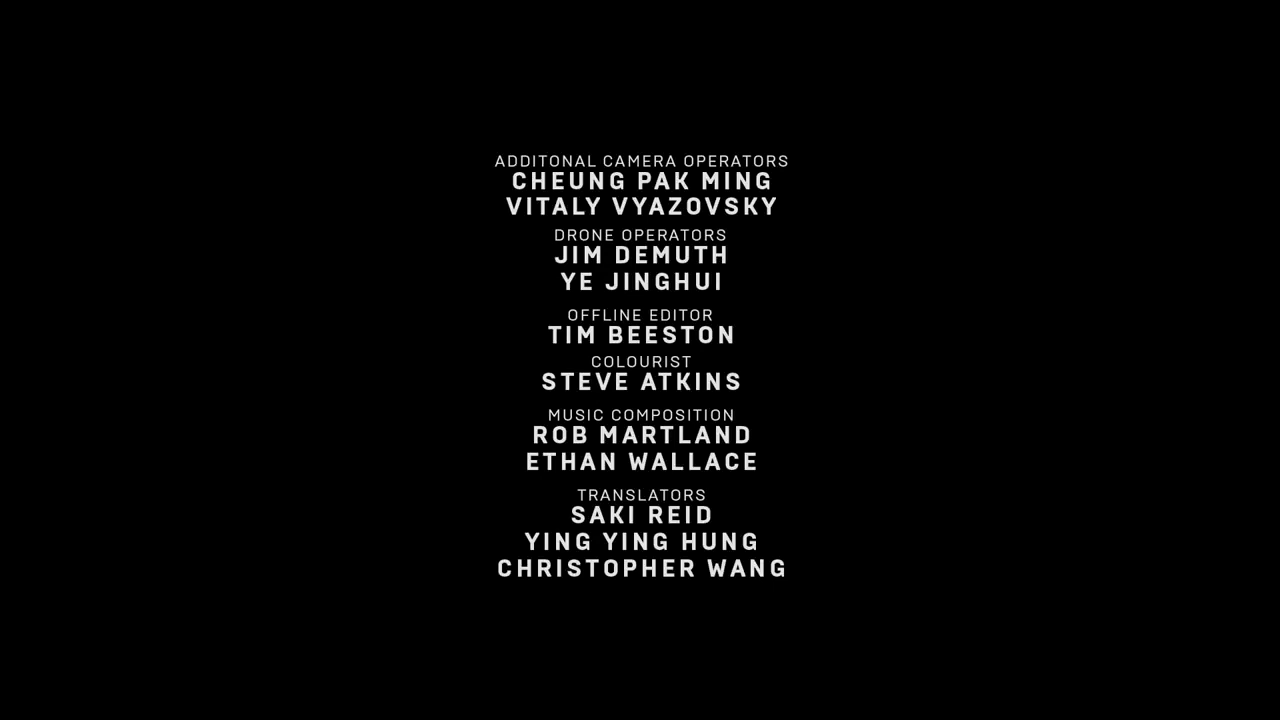 ADDITONAL CAMERA OPERATORS
CHEUNG PAK MING
VITALY VYAZOVSKY
DRONE OPERATORS
JIM DEMUTH
YE JINGHUI
OFFLINE EDITOR
TIM BEESTON
COLOURIST
STEVE ATKINS
MUSIC COMPOSITION
ROB MARTLAND
ETHAN WALLACE
TRANSLATORS
SAKI REID
YING YING HUNG
CHRISTOPHER WANG